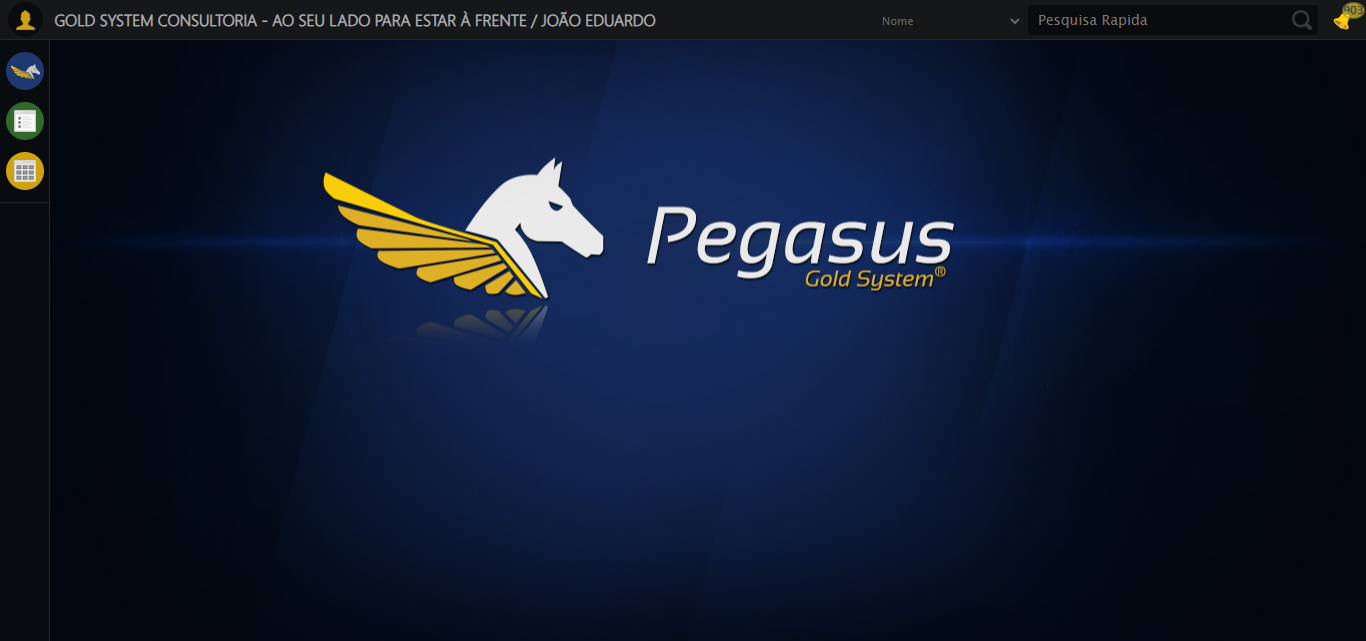 GOLD SYSTEM CONSULTORIA - AO SEU LADO PARA ESTAR À FRENTE / JOÃO EDUARDO
Nome
Pesquisa Rapida
903
Pegasus
Gold System®